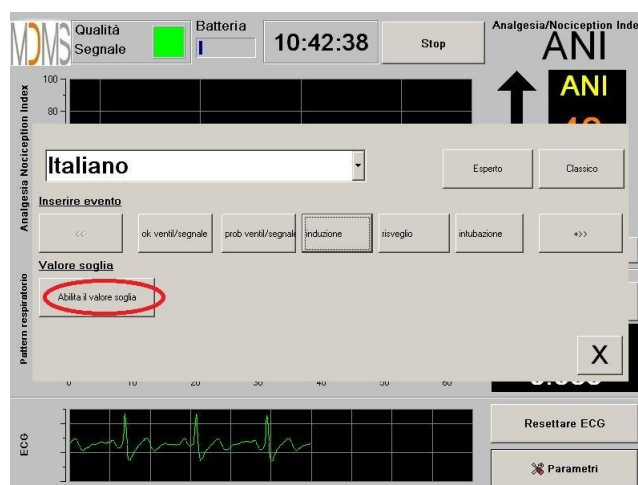 MDMS
Qualità
Segnale
Batteria
10:42:38
Stop
Analgesia/Nociception Inde
ANI
ANI
Analgesia Nociception Index
100
80
Italiano
Esperto
Classico
Inserire evento
<<
ok ventil/segnale
prob ventil/segnale
induzione
risveglio
intubazione
+>>
Valore soglia
Abilita il valore soglia
Pattern respiratorio
X
0
10
20
30
40
50
60
ECG
Resettare ECG
Parametri